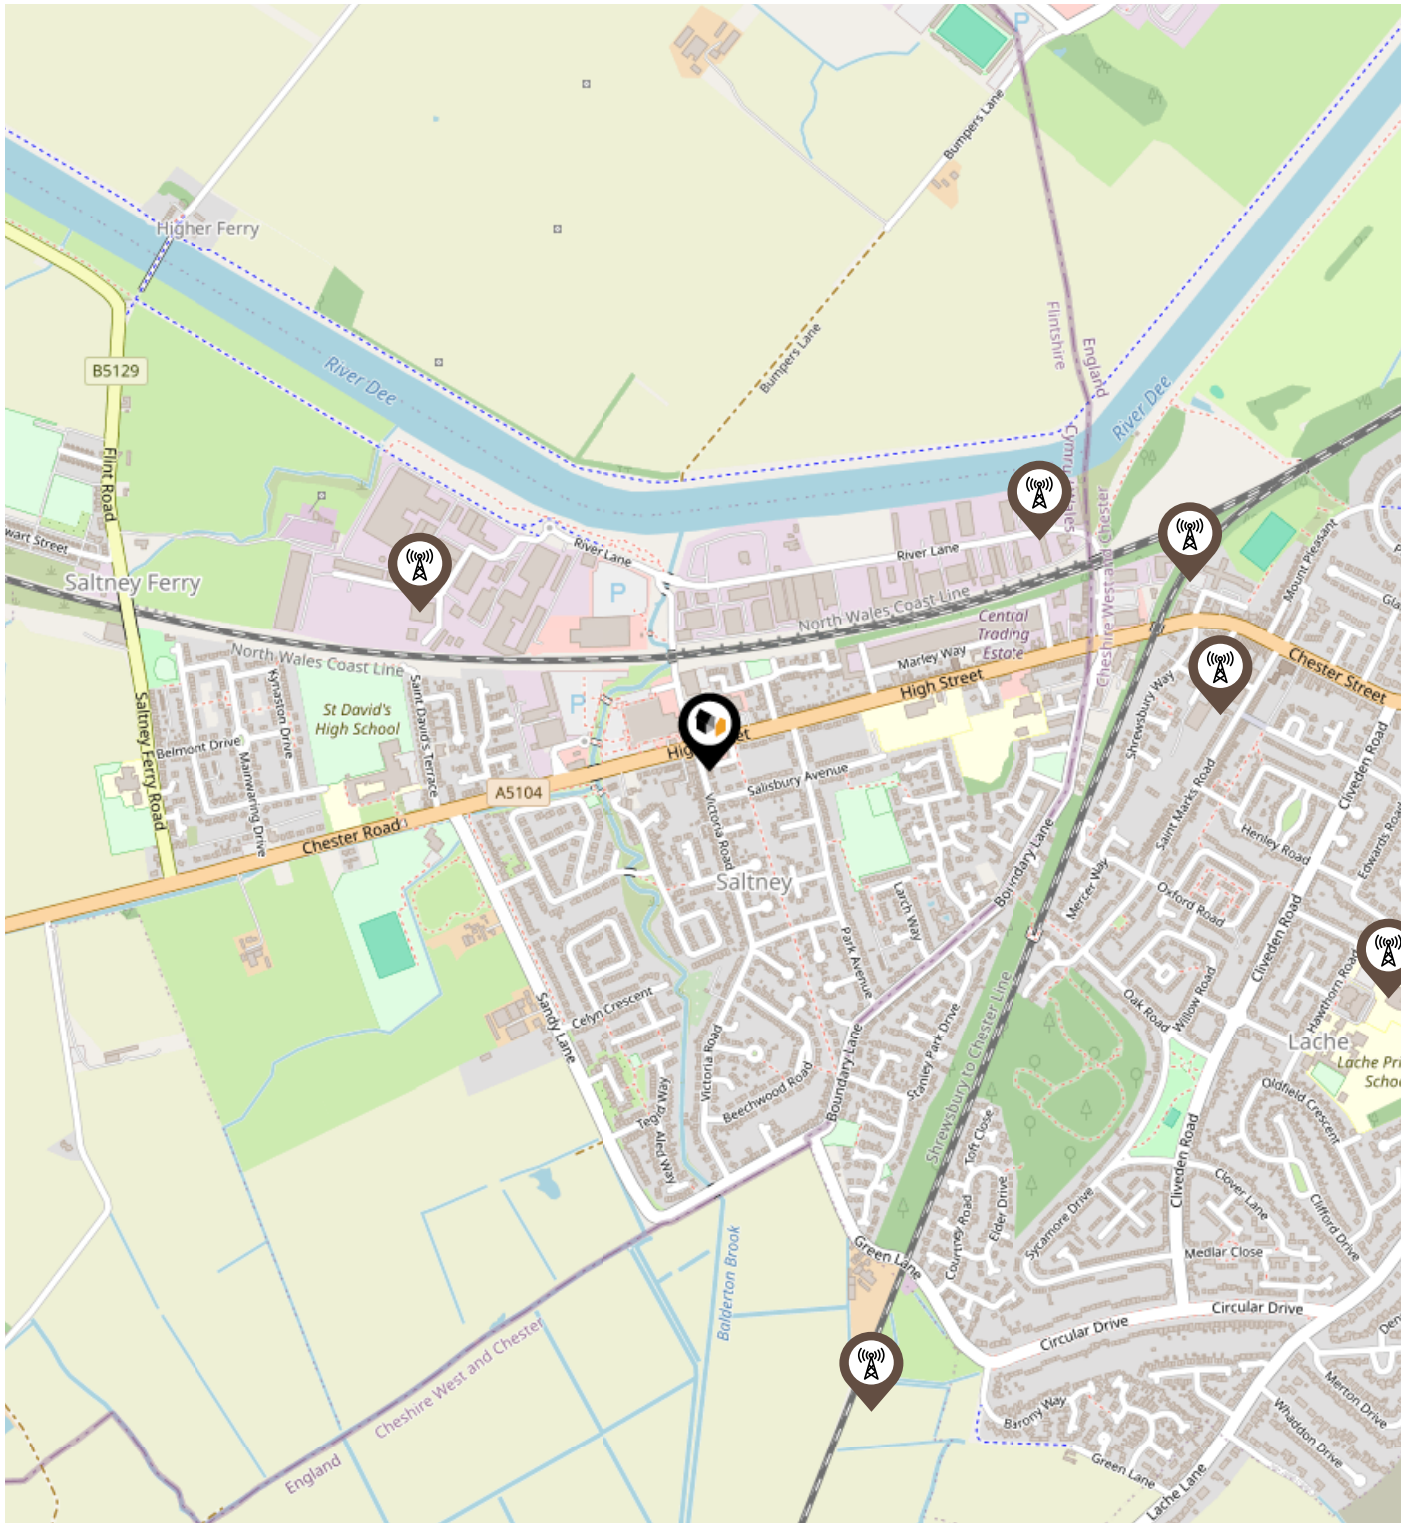 P
Bumpers Lane
Higher Ferry
Flintshire
England
B5129
River Dee
Bumpers Lane
River Dee
Cymru / Wales
Flint Road
Cheshire West and Chester
River Lane
River Lane
Mount Pleasant
Saltney Ferry
P
North Wales Coast Line
Central
Trading
Estate
North Wales Coast Line
Marley Way
High Street
Chester Street
Kynaston Drive
Saint David's Terrace
St David's
High School
P
Shrewsbury Way
Saltney Ferry Road
Belmont Drive
Mainwaring Drive
A5104
Salisbury Avenue
Cliveden Road
Chester Road
Victoria Road
Saint Marks Road
Henley Road
Edwards Road
Saltney
Boundary Lane
Mercer Way
Larch Way
Oxford Road
Park Avenue
Cliveden Road
Hawthorn Road
Celyn Crescent
Sandy Lane
Oak Road
Willow Road
Lache
Stanley Park Drive
Shrewsbury to Chester Line
Victoria Road
Boundary Lane
Beechwood Road
Tegid Way
Aled Way
Oldfield Crescent
Toft Close
Cliveden Road
Clover Lane
Clifford Drive
Elder Drive
Courtney Road
Sycamore Drive
Medlar Close
Green Lane
Balderton Brook
Circular Drive
Circular Drive
Cheshire West and Chester
Merton Drive
Barony Way
Whaddon Drive
England
Green Lane
Lache Lane